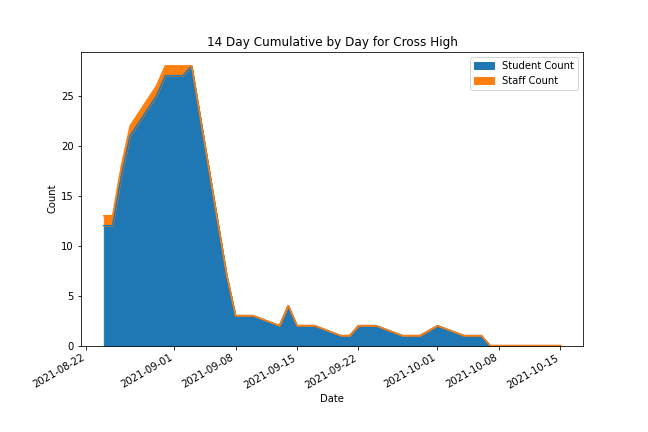 14 Day Cumulative by Day for Cross High
Student Count
Staff Count
Count
25
20
15
10
5
0
2021-08-22
2021-09-01
2021-09-08
2021-09-15
2021-09-22
2021-10-01
2021-10-08
2021-10-15
Date